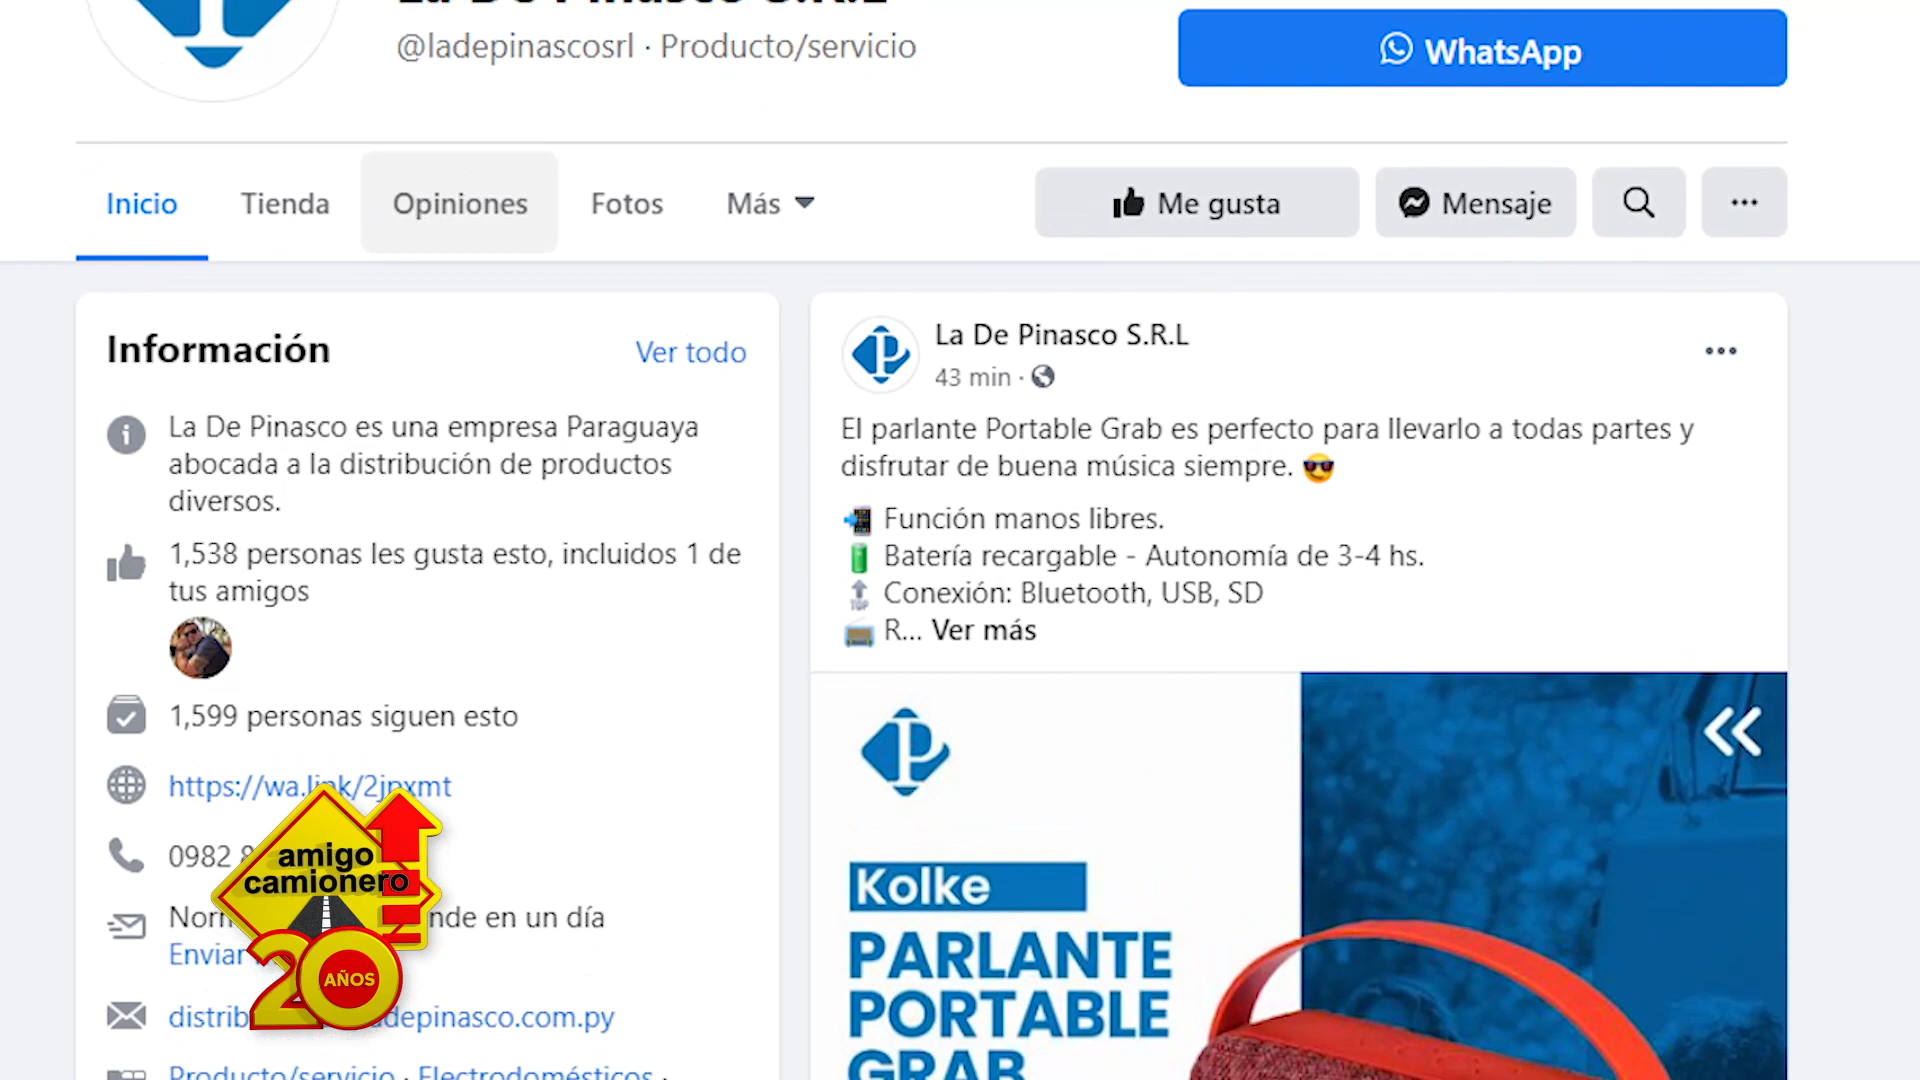 La De Pinasco S.R.L
@ladepinascosrl · Producto/servicio
WhatsApp
Inicio
Tienda
Opiniones
Fotos
Más
Me gusta
Mensaje
Información
Ver todo
La De Pinasco es una empresa Paraguaya
abocada a la distribución de productos
diversos.
1,538 personas les gusta esto, incluidos 1 de
tus amigos
1,599 personas siguen esto
https://wa.link/2jpxmt
0982
en un día
Enviar
depinasco.com.py
Producto/servicio · Electrodomésticos ·
amigo
camionero
20
AÑOS
La De Pinasco S.R.L
43 min ·
El parlante Portable Grab es perfecto para llevarlo a todas partes y
disfrutar de buena música siempre. 😎
📲 Función manos libres.
🔋 Batería recargable - Autonomía de 3-4 hs.
🔝 Conexión: Bluetooth, USB, SD
📻 R... Ver más
Kolke
PARLANTE
PORTABLE
GRAB